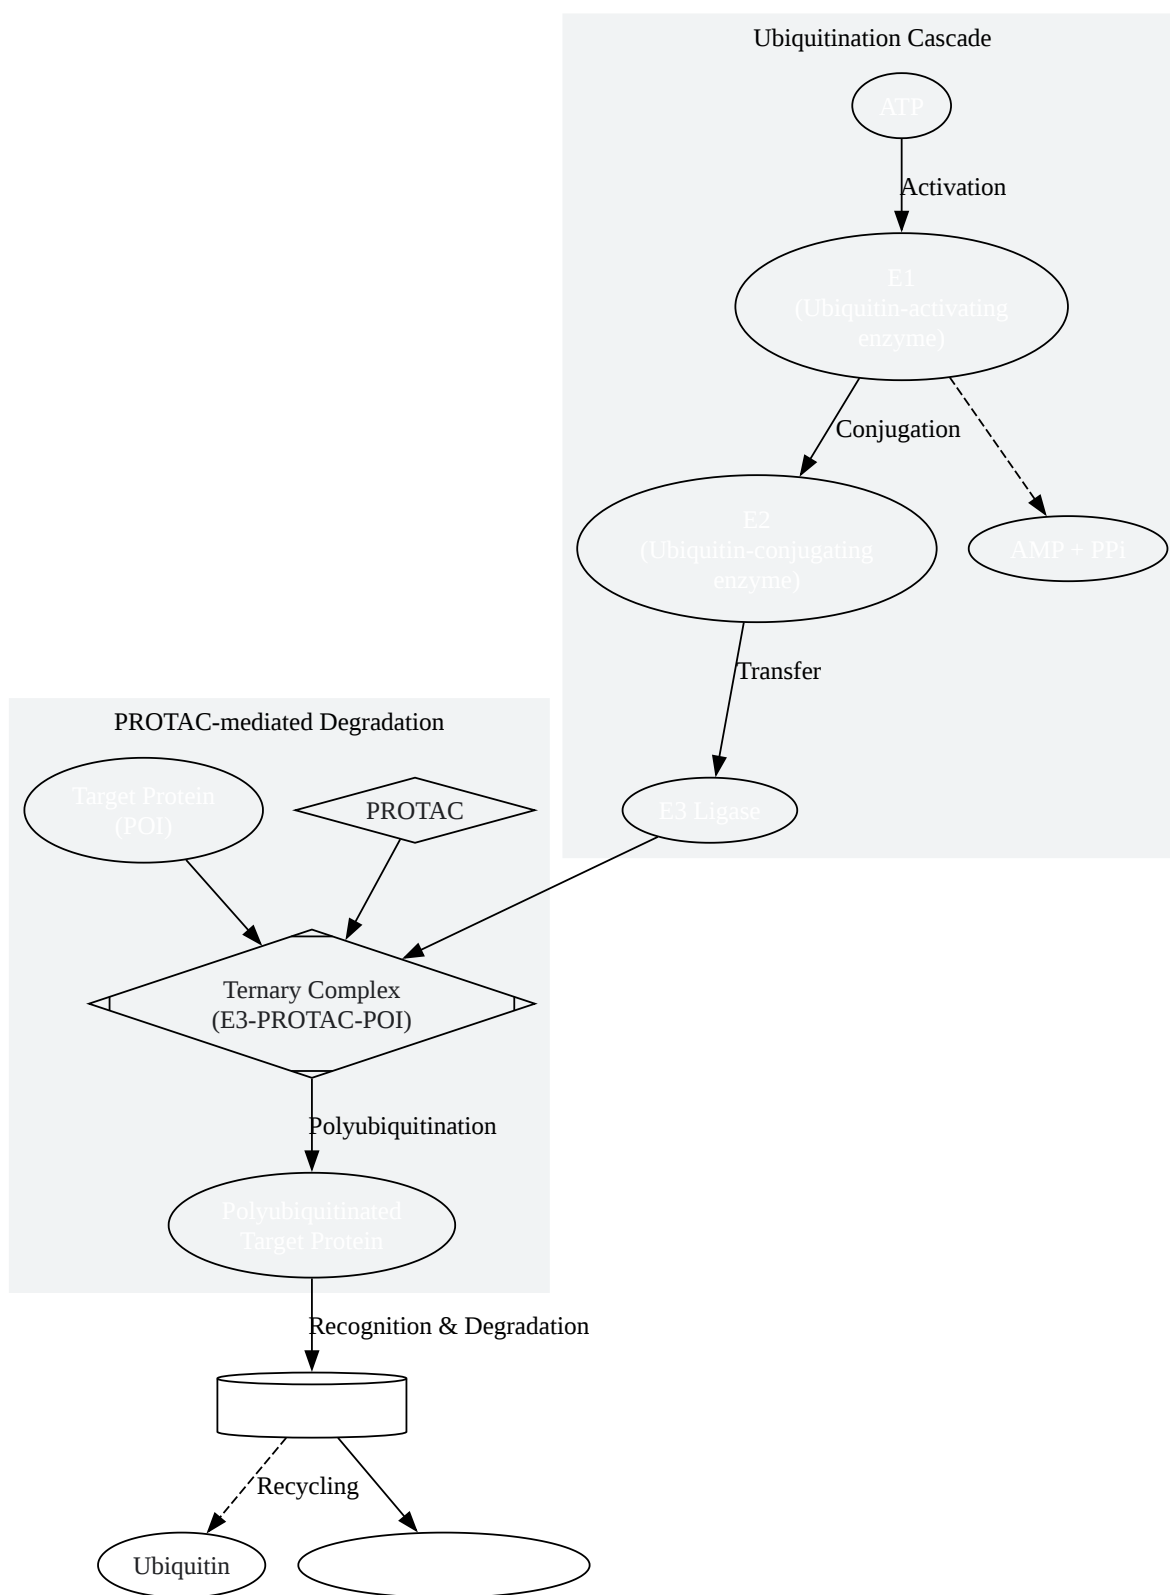 Ubiquitination Cascade
ATP
Activation
E1
(Ubiquitin-activating
enzyme)
Conjugation
E2
(Ubiquitin-conjugating
enzyme)
AMP + PPi
Transfer
PROTAC-mediated Degradation
Target Protein
(POI)
PROTAC
E3 Ligase
Ternary Complex
(E3-PROTAC-POI)
Polyubiquitination
Polyubiquitinated
Target Protein
Recognition & Degradation
Recycling
Ubiquitin